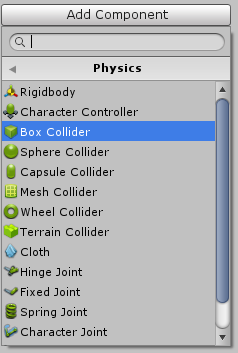 Add Component
Physics
Rigidbody
Character Controller
Box Collider
Sphere Collider
Capsule Collider
Mesh Collider
Wheel Collider
Terrain Collider
Cloth
Hinge Joint
Fixed Joint
Spring Joint
Character Joint